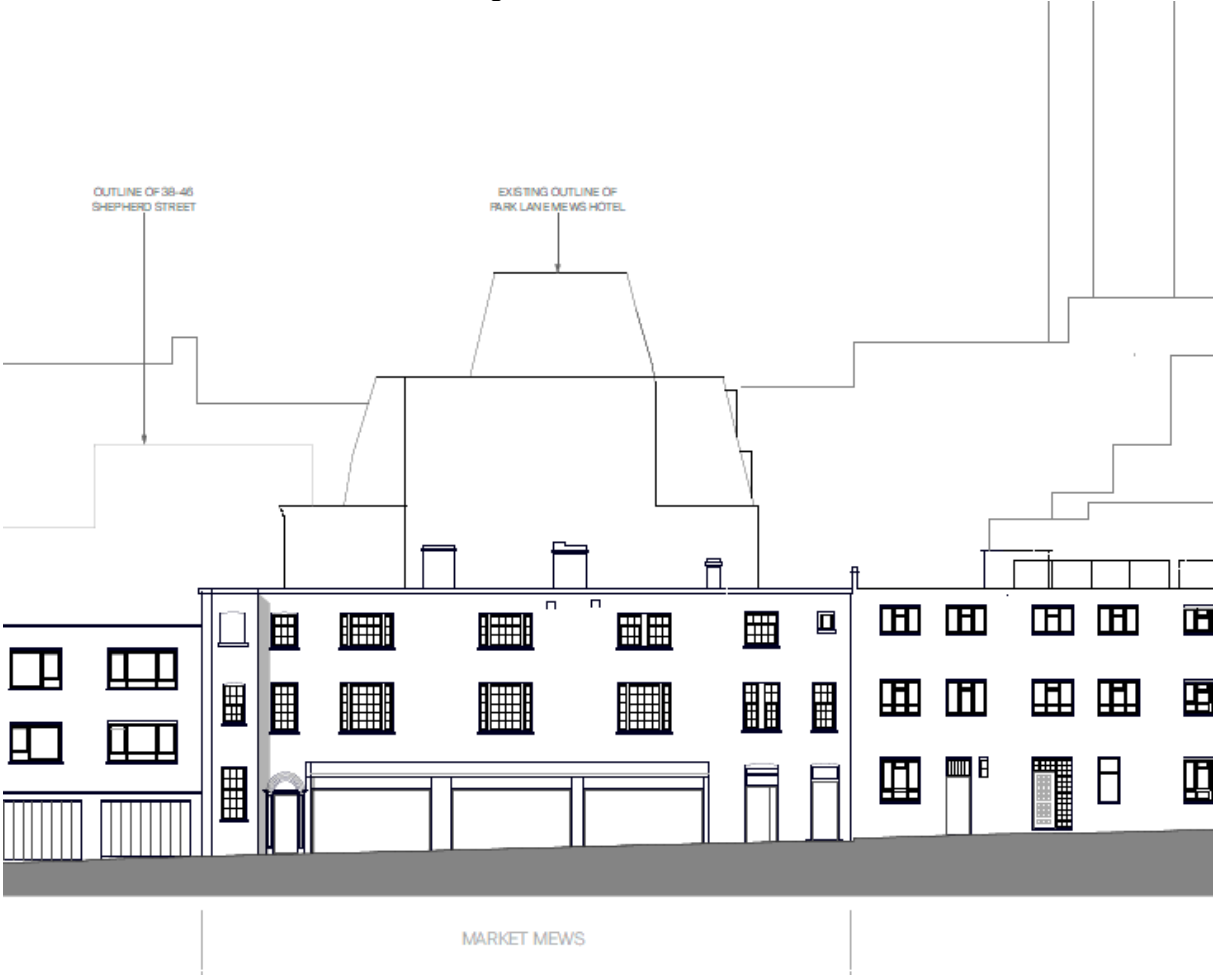 OUTLINE OF 38-46
SHEPHERD STREET
EXISTING OUTLINE OF
PARK LANE MEWS HOTEL
MARKET MEWS